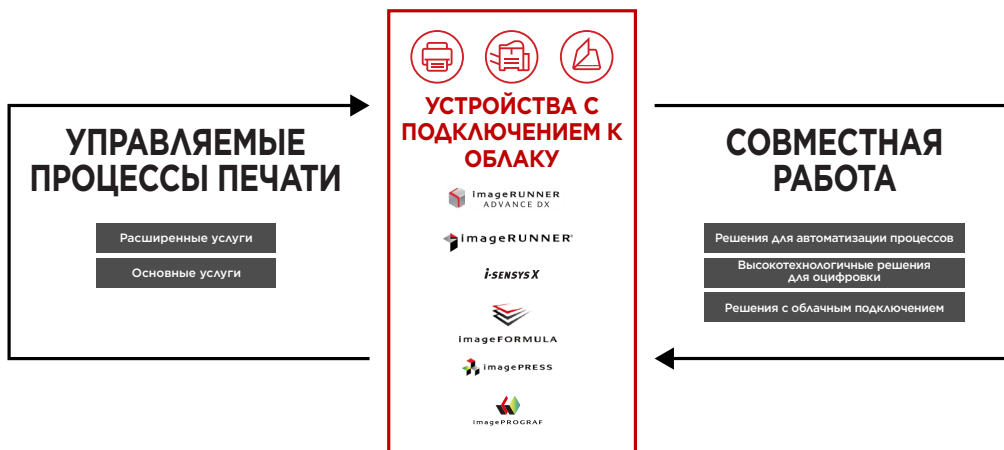 УПРАВЛЯЕМЫЕ
ПРОЦЕССЫ ПЕЧАТИ
Расширенные услуги
Основные услуги
УСТРОЙСТВА С
ПОДКЛЮЧЕНИЕМ К
ОБЛАКУ
imageRUNNER
ADVANCE DX
imageRUNNER
i-SENSYS X
imageFORMULA
imagePRESS
imagePROGRAF
СОВМЕСТНАЯ
РАБОТА
Решения для автоматизации процессов
Высокотехнологичные решения
для оцифровки
Решения с облачным подключением